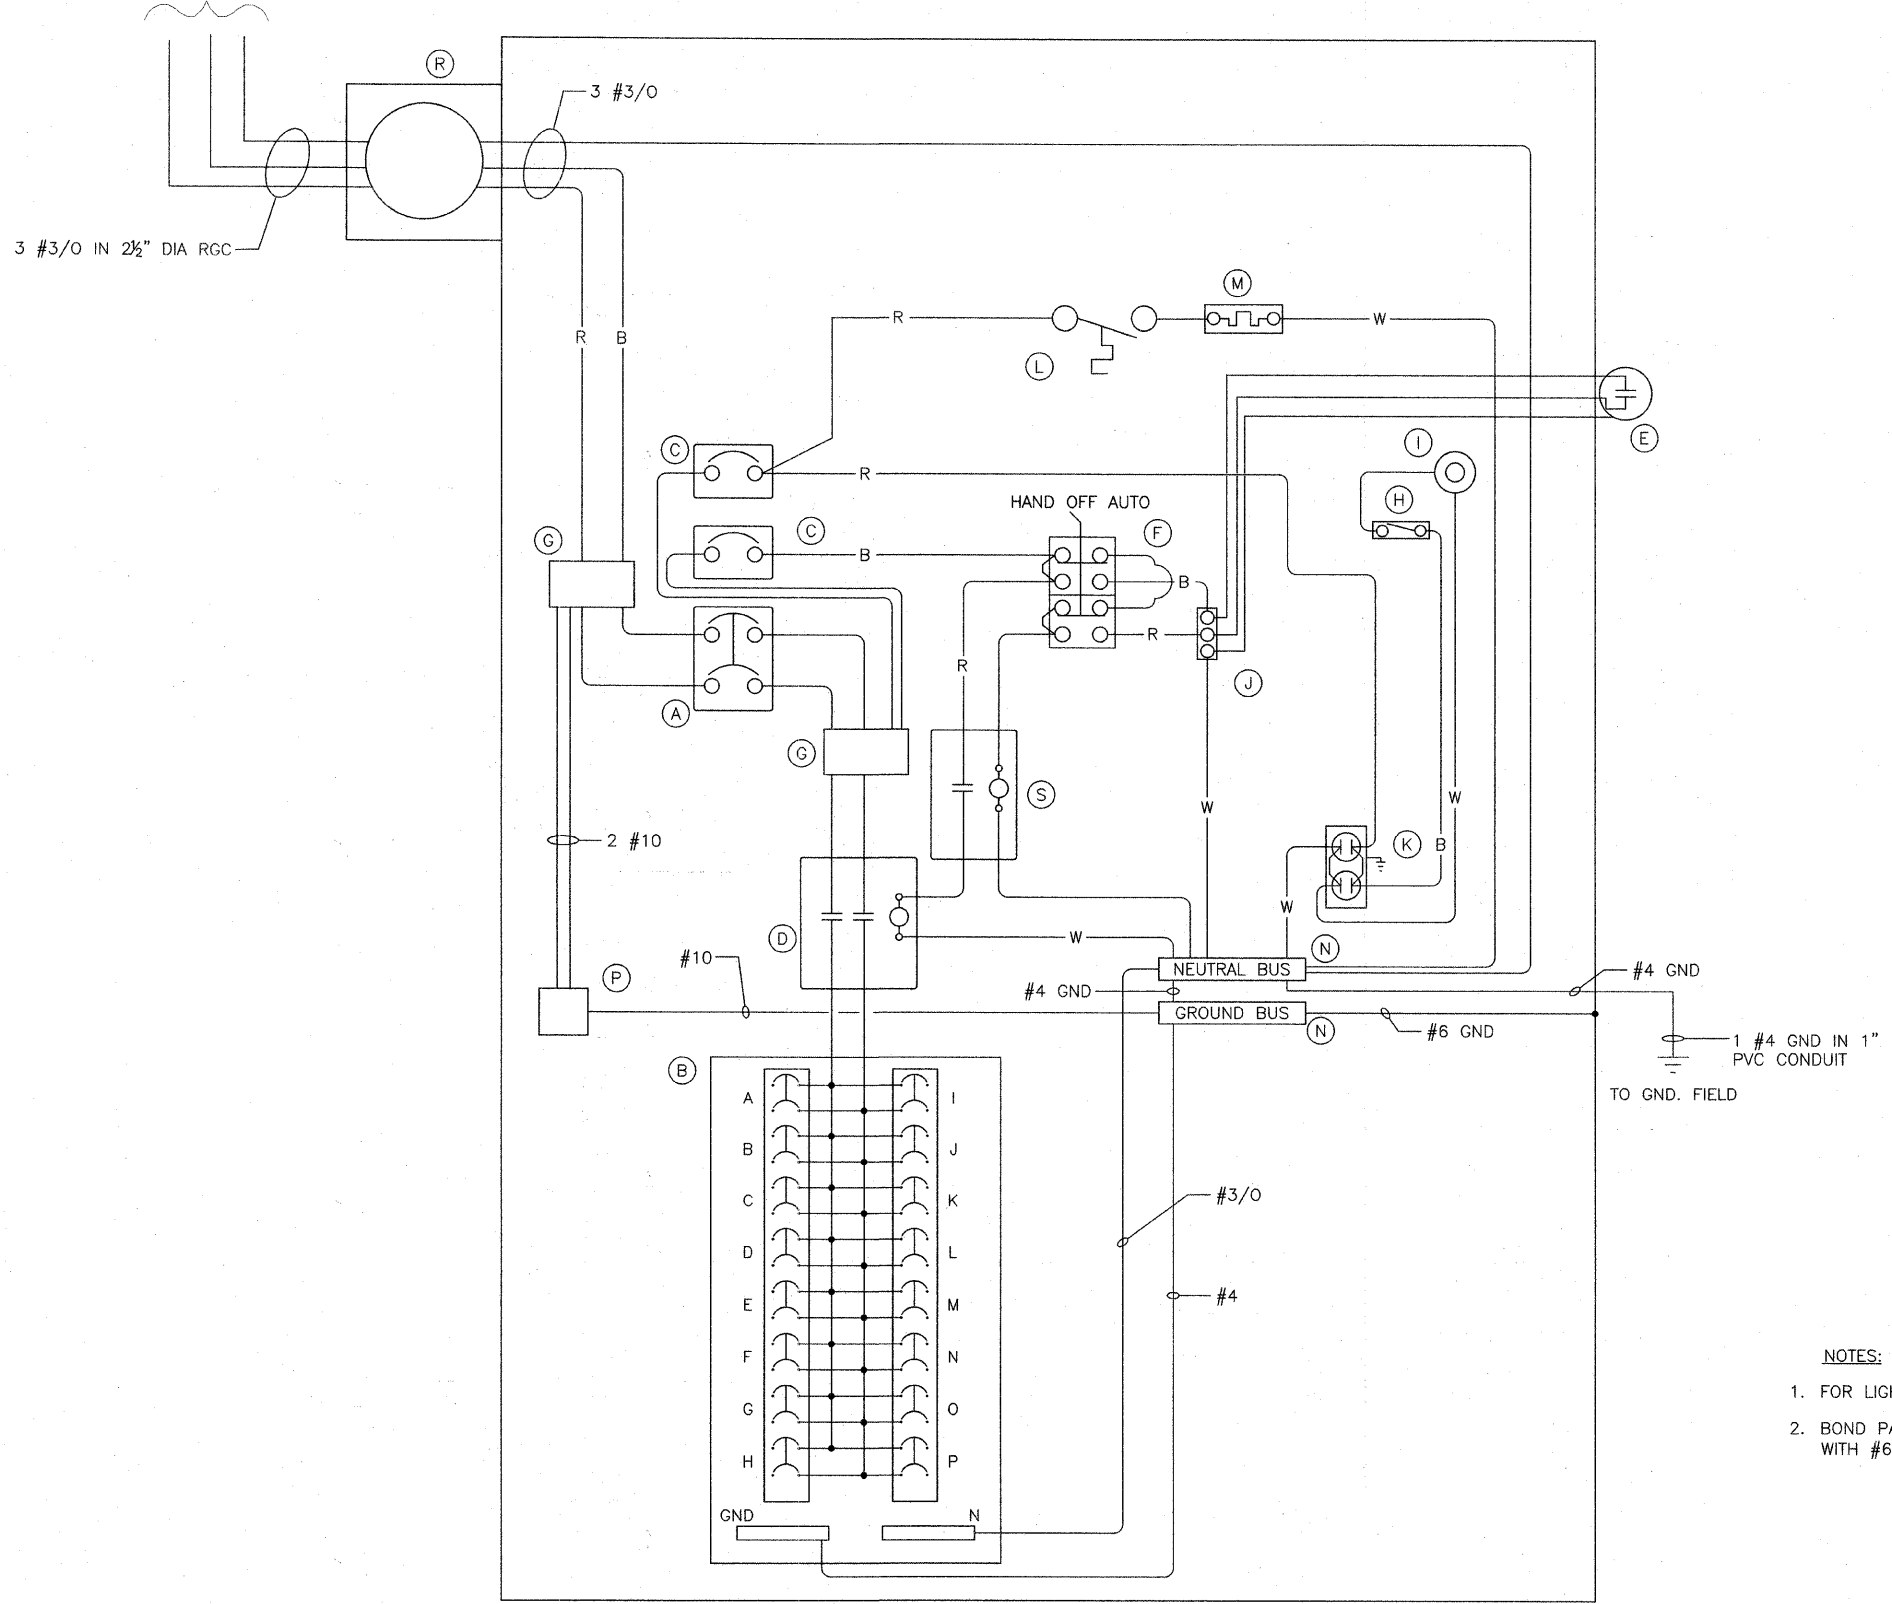 R
3 #3/0
3 #3/0 IN 2½" DIA RGC
M
R
W
R B
L
E
I
C
R
H
HAND OFF AUTO
F
C
G
B
B
R
R
J
A
G
S
W
W
2 #10
K B
W
D
W
#10
N
NEUTRAL BUS
#4 GND
#4 GND
P
GROUND BUS
N
#6 GND
1 #4 GND IN 1"
PVC CONDUIT
TO GND. FIELD
B
A I
B J
C K
#3/0
D L
#4
E M
F N
G O
H P
GND N
NOTES:
1. FOR
2. BOND
WITH #6